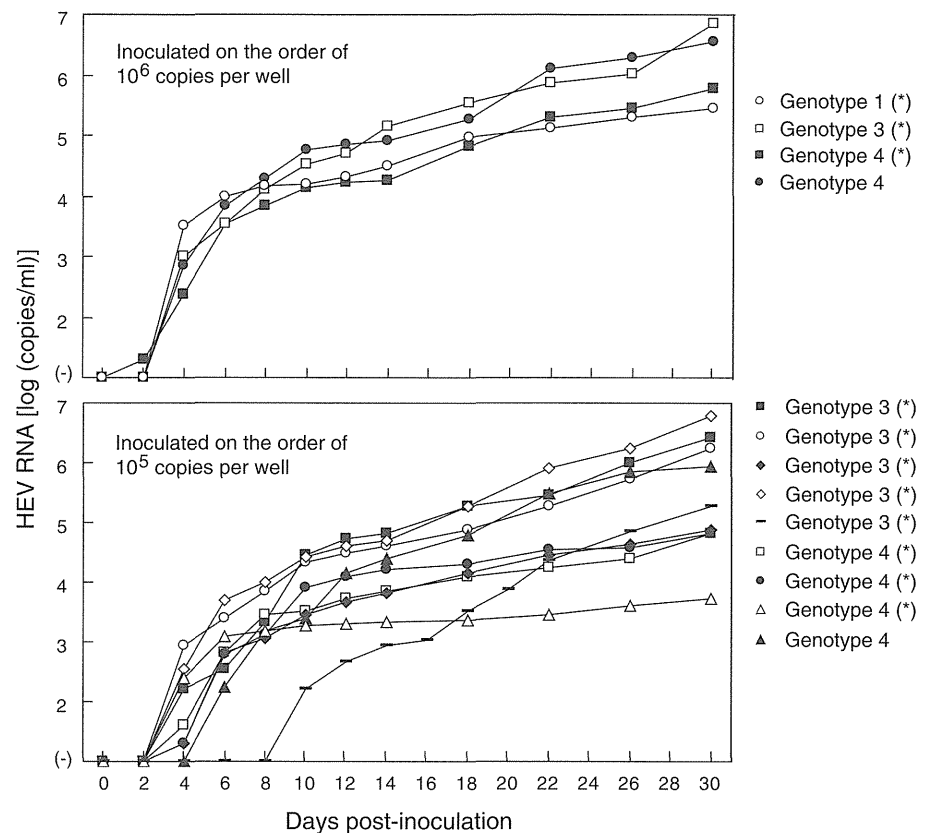 HEV RNA [log (copies/ml)]
7
6
5
4
3
2
(-)
Inoculated on the order of
10⁶ copies per well
Genotype 1 (*)
Genotype 3 (*)
Genotype 4 (*)
Genotype 4
7
6
5
4
3
2
(-)
Inoculated on the order of
10⁵ copies per well
Genotype 3 (*)
Genotype 3 (*)
Genotype 3 (*)
Genotype 3 (*)
Genotype 3 (*)
Genotype 4 (*)
Genotype 4 (*)
Genotype 4 (*)
Genotype 4
0 2 4 6 8 10 12 14 16 18 20 22 24 26 28 30
Days post-inoculation